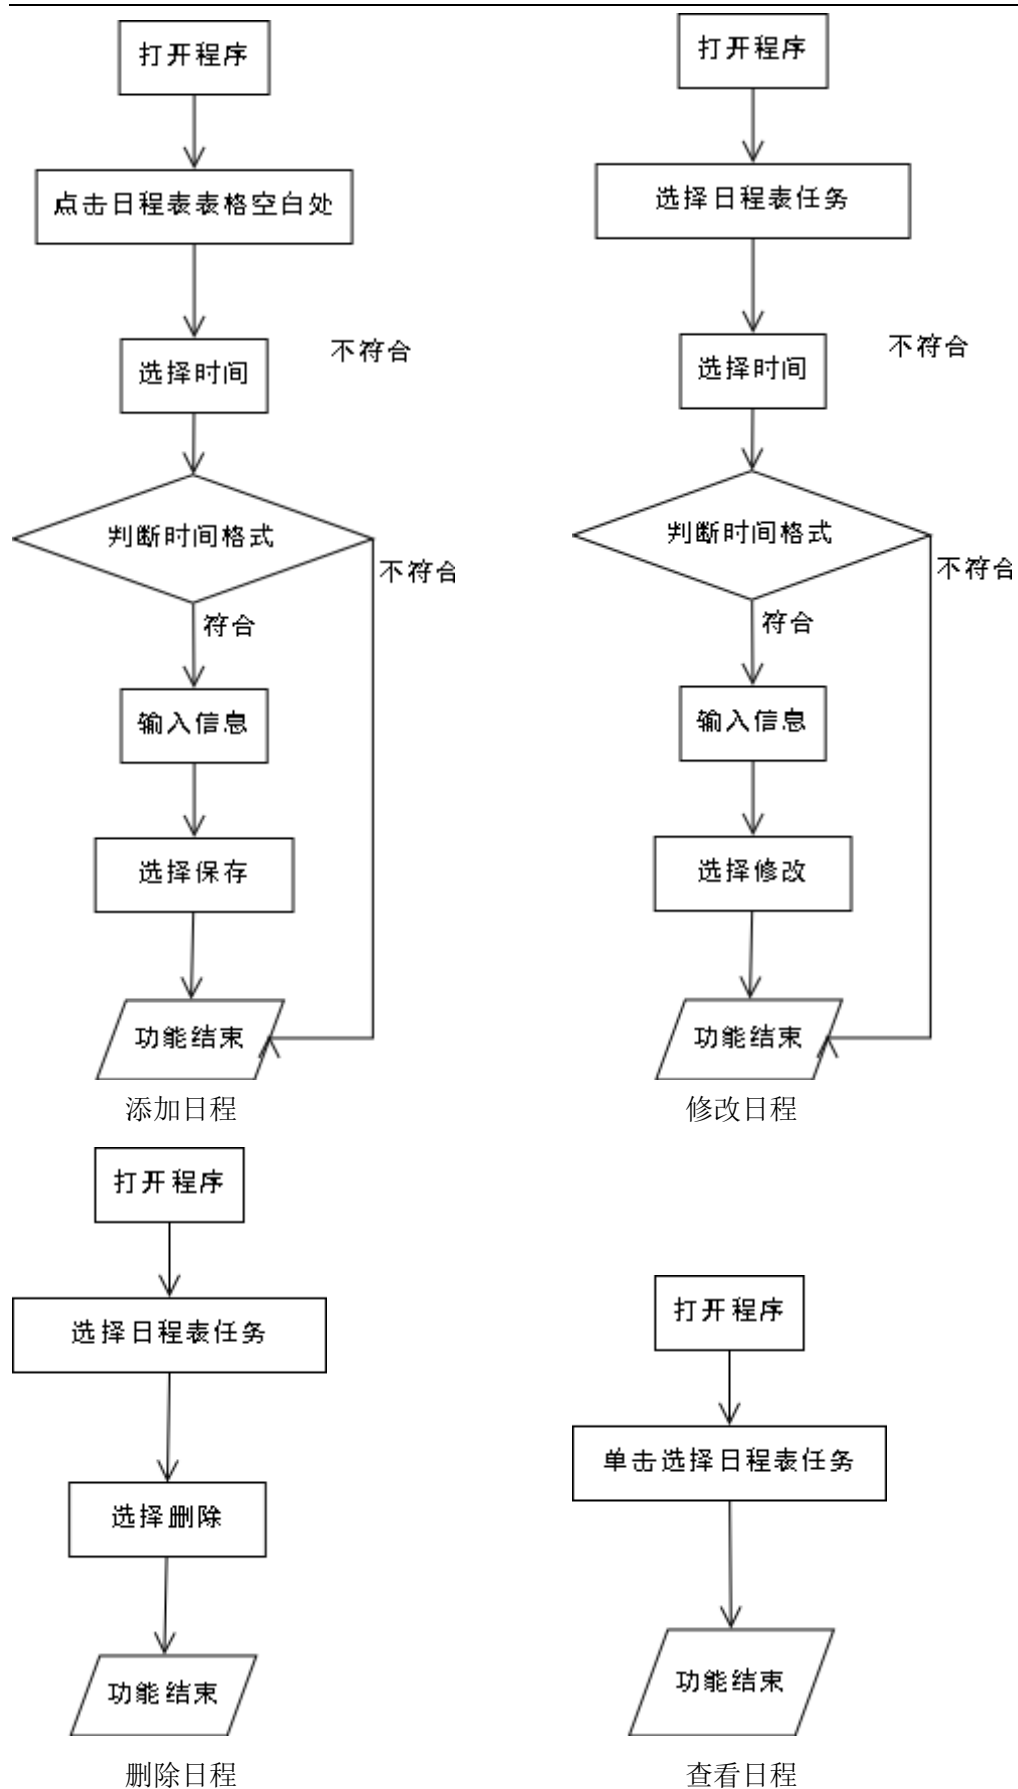 打开程序
点击日程表表格空白处
选择时间
不符合
判断时间格式
不符合
符合
输入信息
选择保存
功能结束
添加日程
打开程序
选择日程表任务
选择时间
不符合
判断时间格式
不符合
符合
输入信息
选择修改
功能结束
修改日程
打开程序
选择日程表任务
选择删除
功能结束
删除日程
打开程序
单击选择日程表任务
功能结束
查看日程